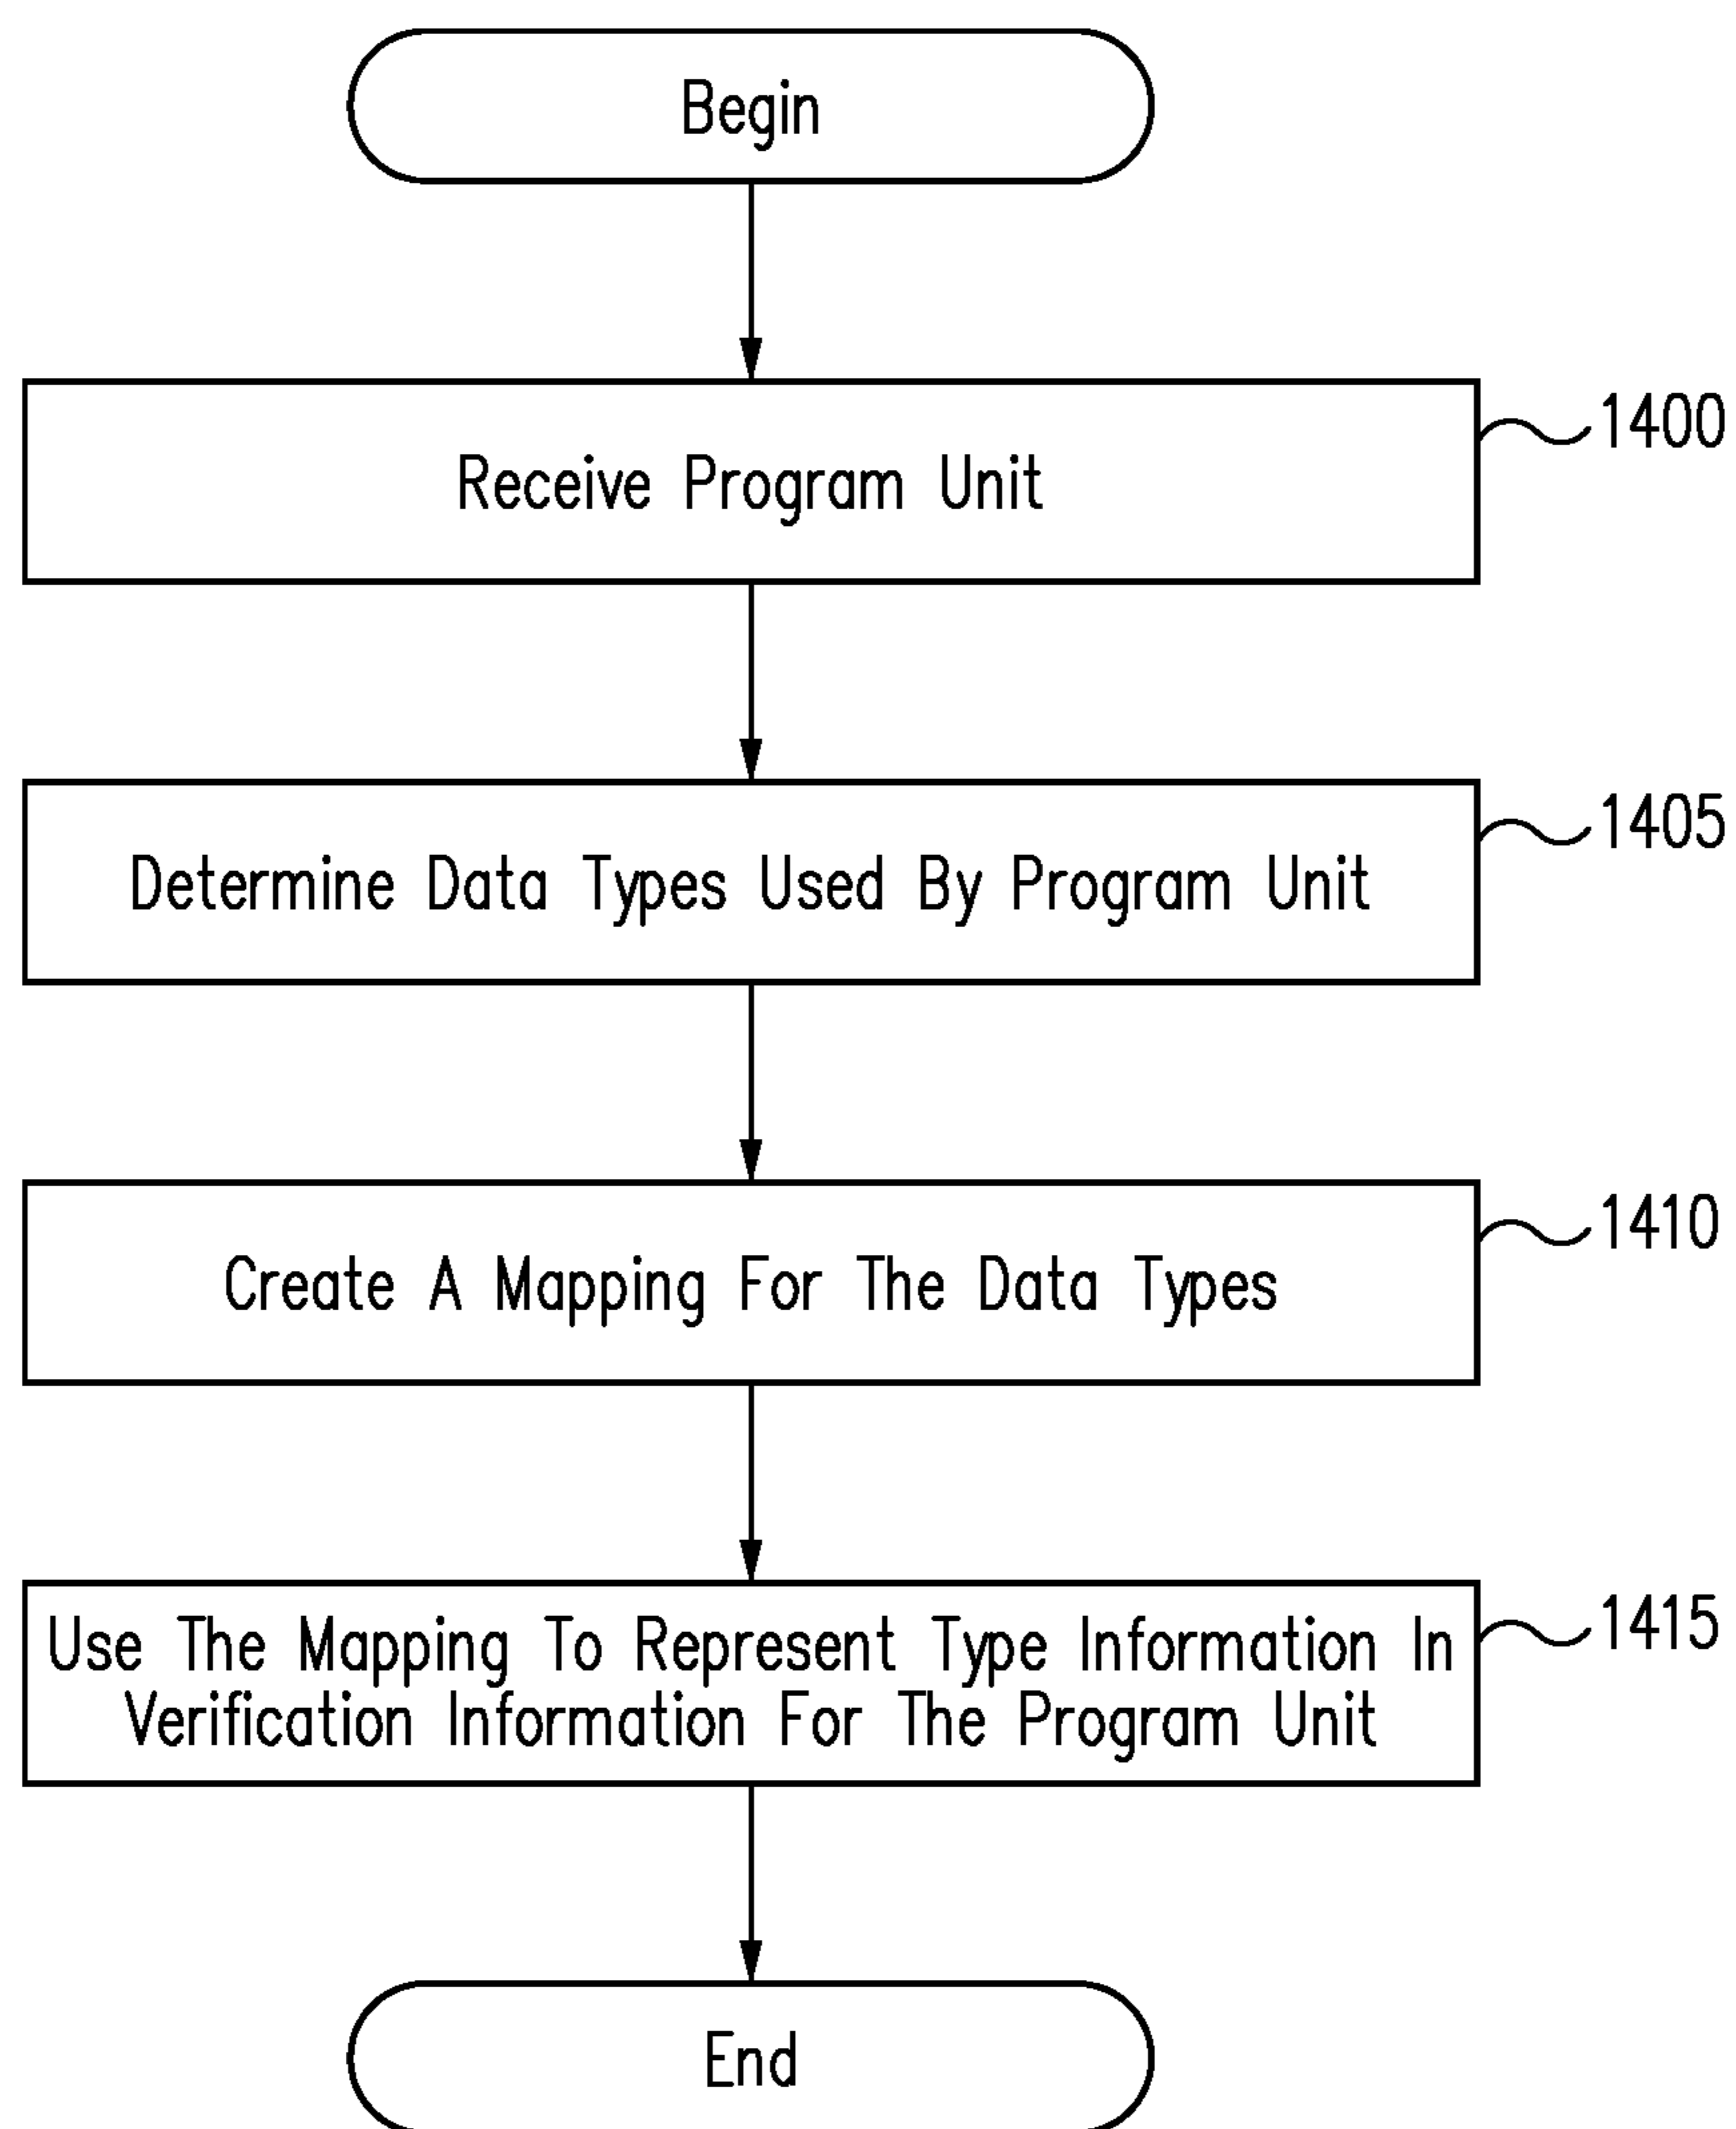 Begin
Receive Program Unit
1400
Determine Data Types Used By Program Unit
1405
Create A Mapping For The Data Types
1410
Use The Mapping To Represent Type Information In
Verification Information For The Program Unit
1415
End